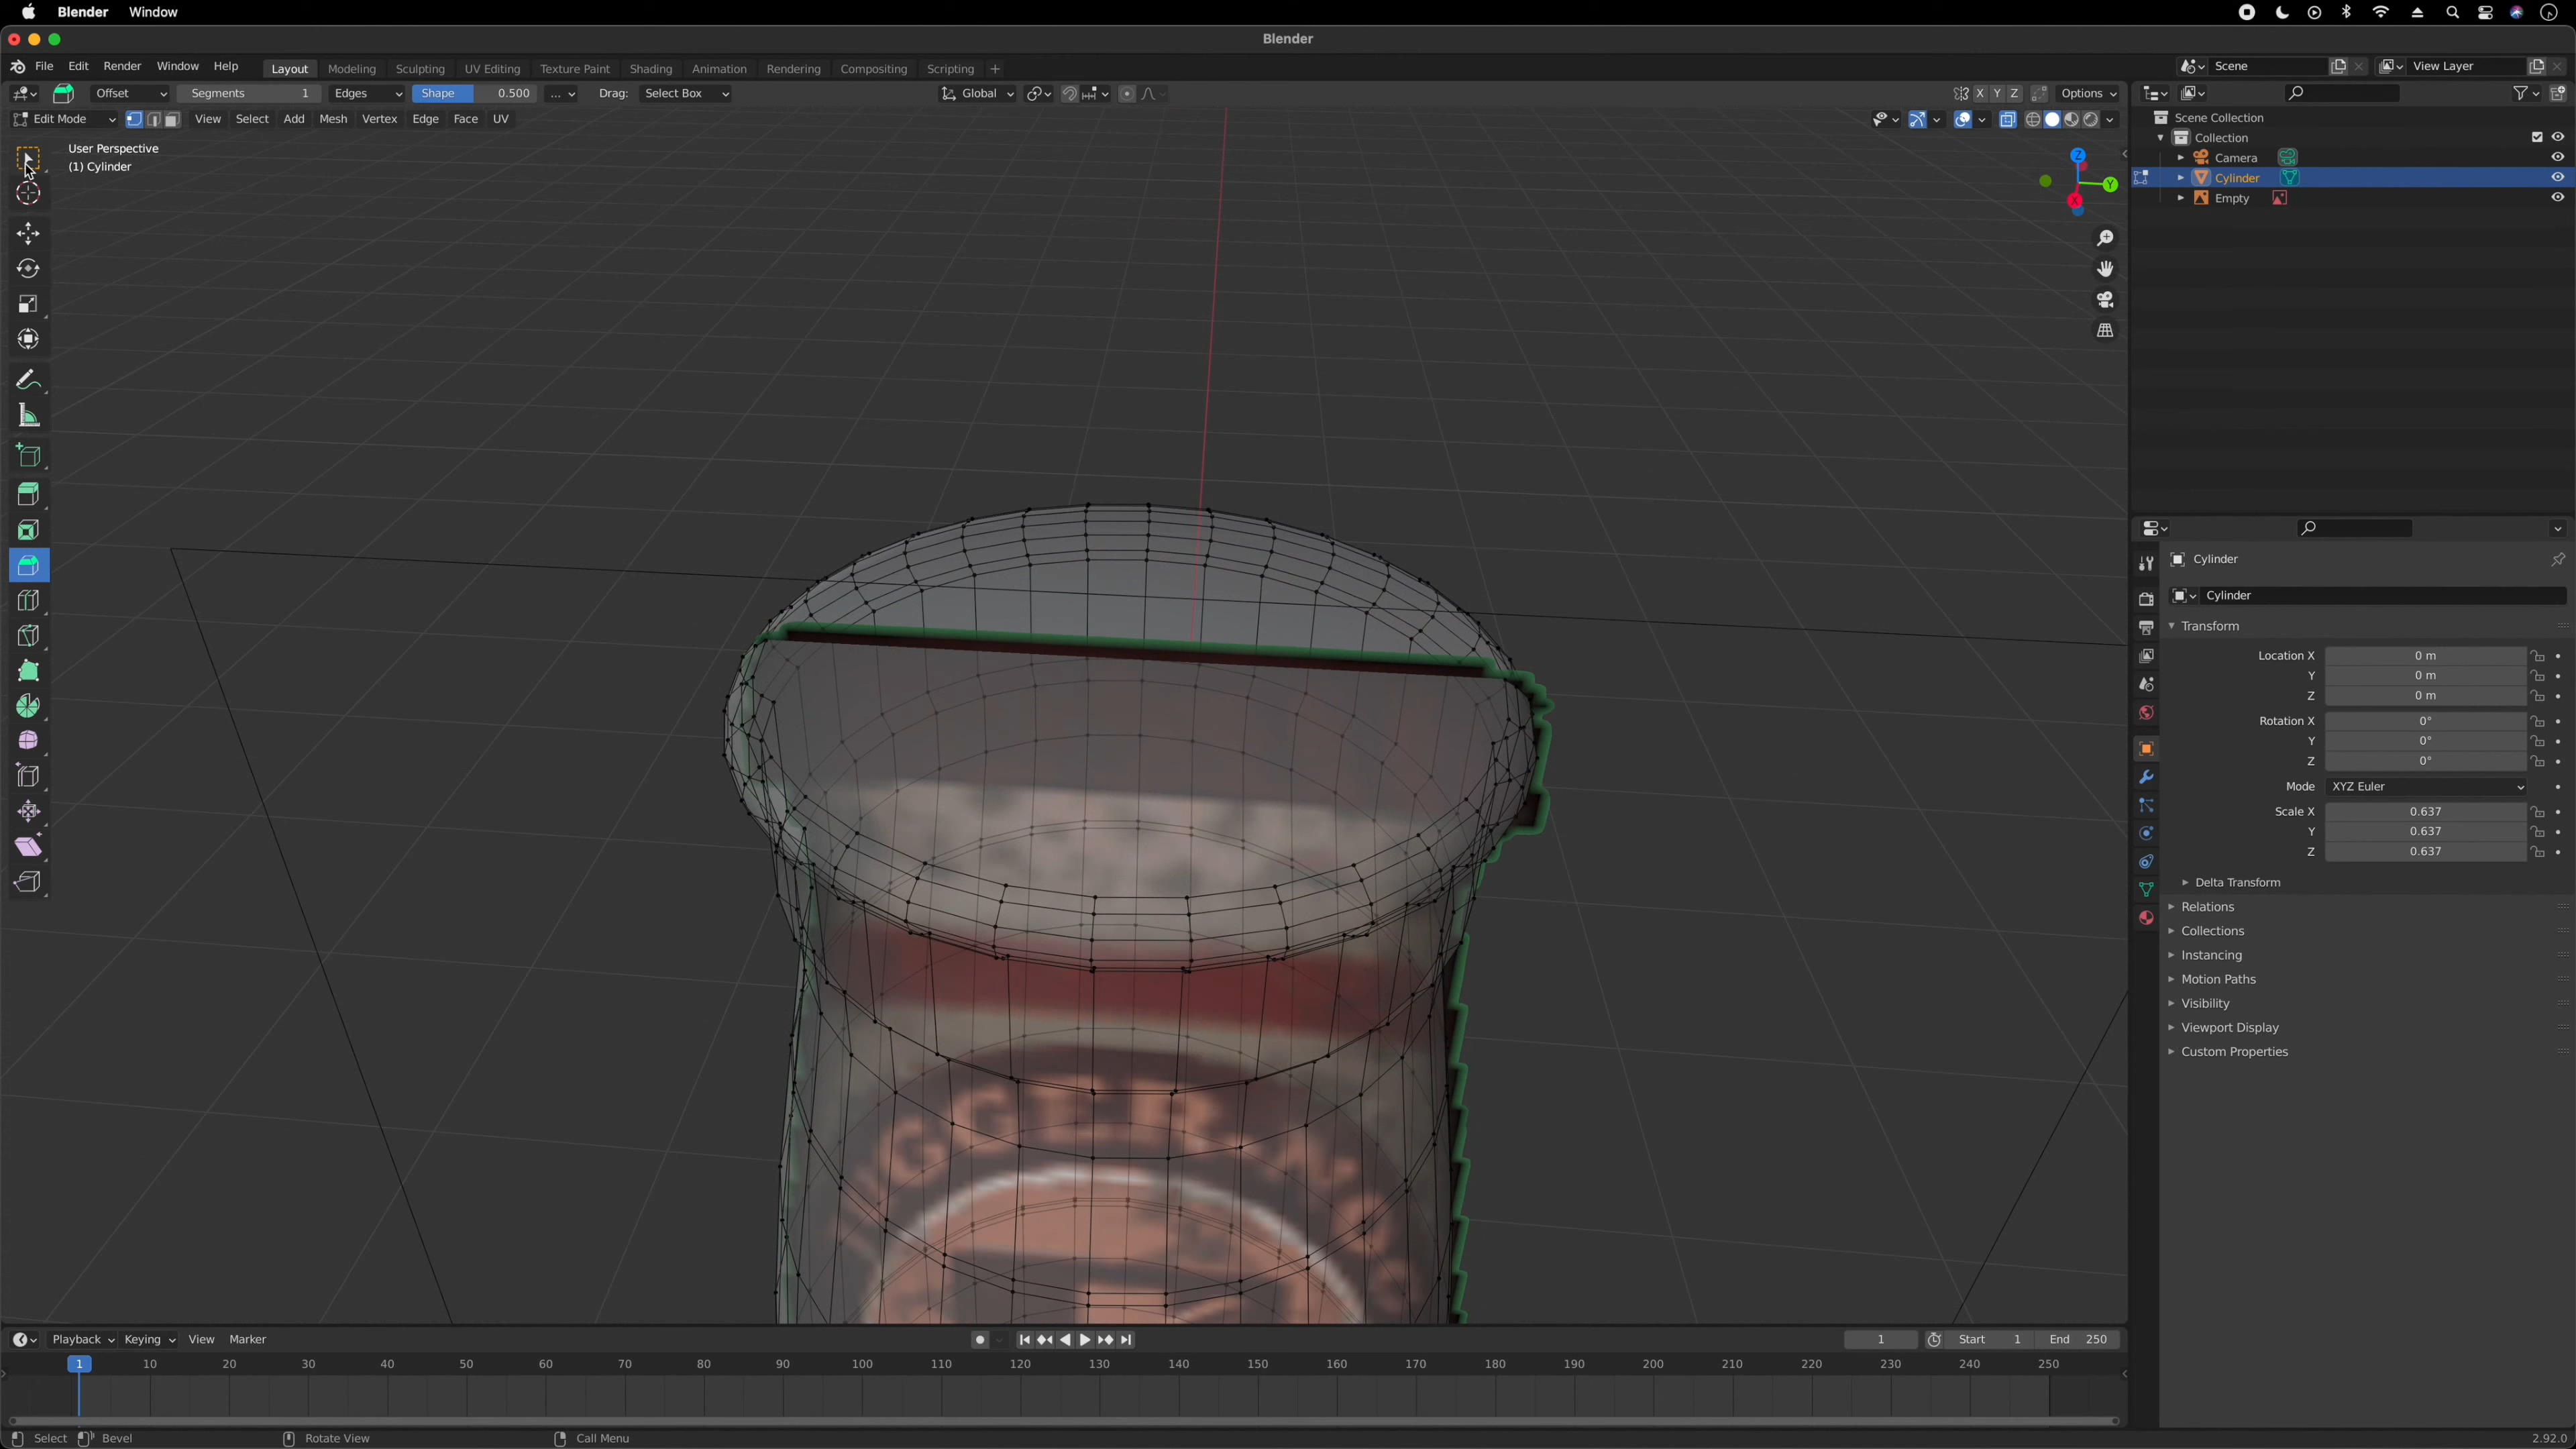 Blender Window
Blender
File Edit Render Window Help Layout Modeling Sculpting UV Editing Texture Paint Shading Animation Rendering Compositing Scripting + Scene View Layer
Offset Segments 1 Edges Shape 0.500 ... Drag: Select Box Global X Y Z Options
Edit Mode View Select Add Mesh Vertex Edge Face UV
User Perspective
(1) Cylinder
Z
Y
X
Scene Collection
Collection
Camera
Cylinder
Empty
Cylinder
Cylinder
Transform
Location X 0 m
Y 0 m
Z 0 m
Rotation X 0°
Y 0°
Z 0°
Mode XYZ Euler
Scale X 0.637
Y 0.637
Z 0.637
Delta Transform
Relations
Collections
Instancing
Motion Paths
Visibility
Viewport Display
Custom Properties
Playback Keying View Marker 1 Start 1 End 250
1 10 20 30 40 50 60 70 80 90 100 110 120 130 140 150 160 170 180 190 200 210 220 230 240 250
Select Bevel Rotate View Call Menu 2.92.0